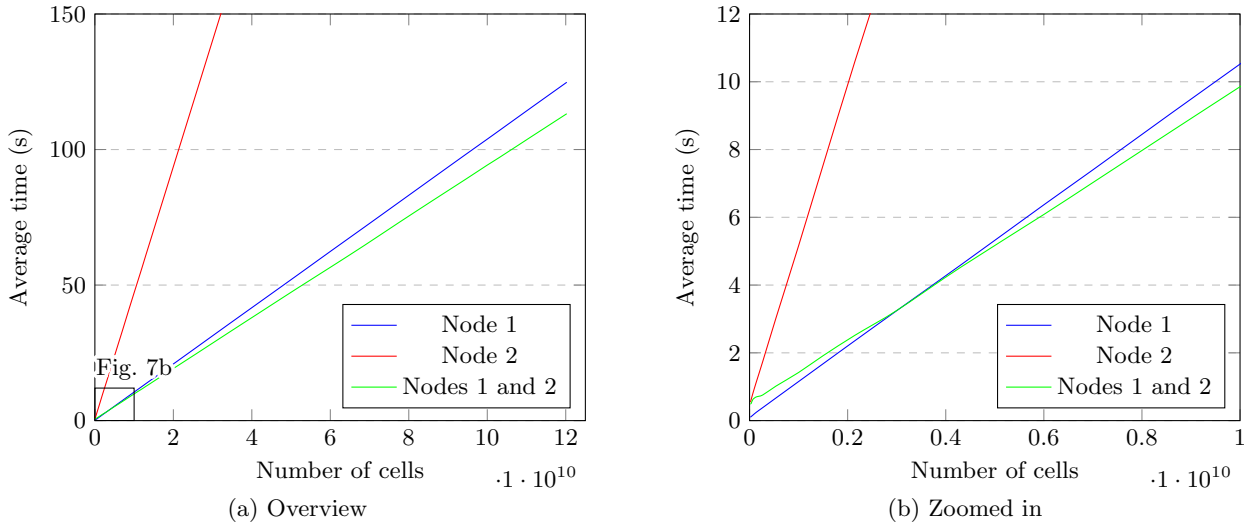 150
100
50
0
Average time (s)
Fig. 7b
Node 1
Node 2
Nodes 1 and 2
0 2 4 6 8 10 12
Number of cells
·1 · 10^10
(a) Overview
12
10
8
6
4
2
0
Average time (s)
Node 1
Node 2
Nodes 1 and 2
0 0.2 0.4 0.6 0.8 1
Number of cells
·1 · 10^10
(b) Zoomed in